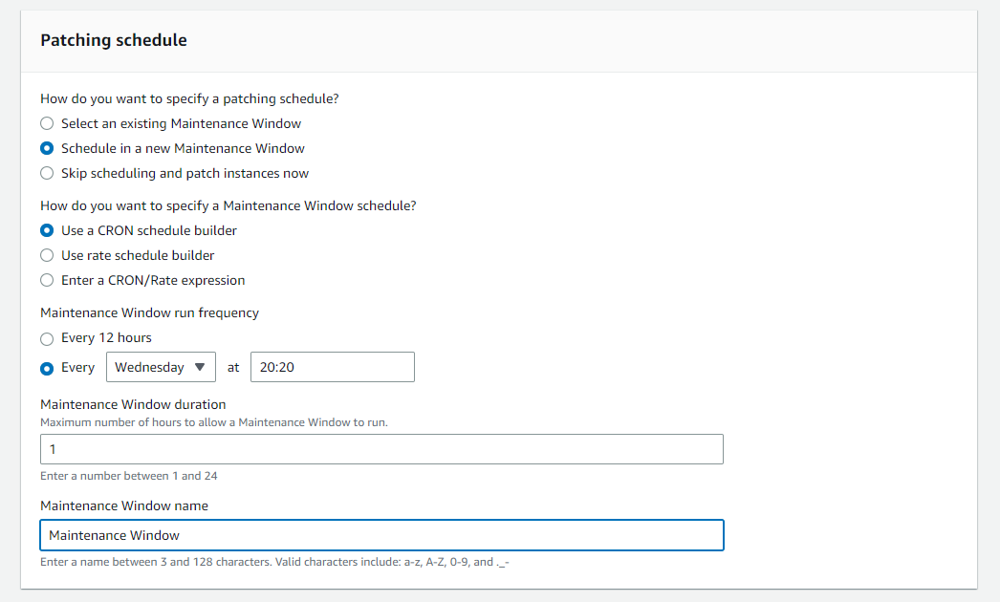 Patching schedule
How do you want to specify a patching schedule?
Select an existing Maintenance Window
Schedule in a new Maintenance Window
Skip scheduling and patch instances now
How do you want to specify a Maintenance Window schedule?
Use a CRON schedule builder
Use rate schedule builder
Enter a CRON/Rate expression
Maintenance Window run frequency
Every 12 hours
Every Wednesday at 20:20
Maintenance Window duration
Maximum number of hours to allow a Maintenance Window to run.
1
Enter a number between 1 and 24
Maintenance Window name
Maintenance Window
Enter a name between 3 and 128 characters. Valid characters include: a-z, A-Z, 0-9, and ._-